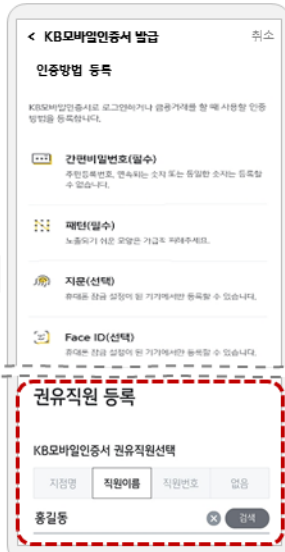 < KB모바일인증서 발급 취소
인증방법 등록
KB모바일인증서로 로그인하거나 금융거래를 할 때 사용할 인증
방법을 등록합니다.
간편비밀번호(필수)
주민등록번호, 연속되는 숫자 또는 동일한 숫자는 등록할
수 없습니다.
패턴(필수)
노출되기 쉬운 모양은 가급적 피해주세요.
지문(선택)
휴대폰 잠금 설정이 된 기기에서만 등록할 수 있습니다.
Face ID(선택)
휴대폰 잠금 설정이 된 기기에서만 등록할 수 있습니다.
권유직원 등록
KB모바일인증서 권유직원선택
지점명 직원이름 직원번호 없음
홍길동 검색